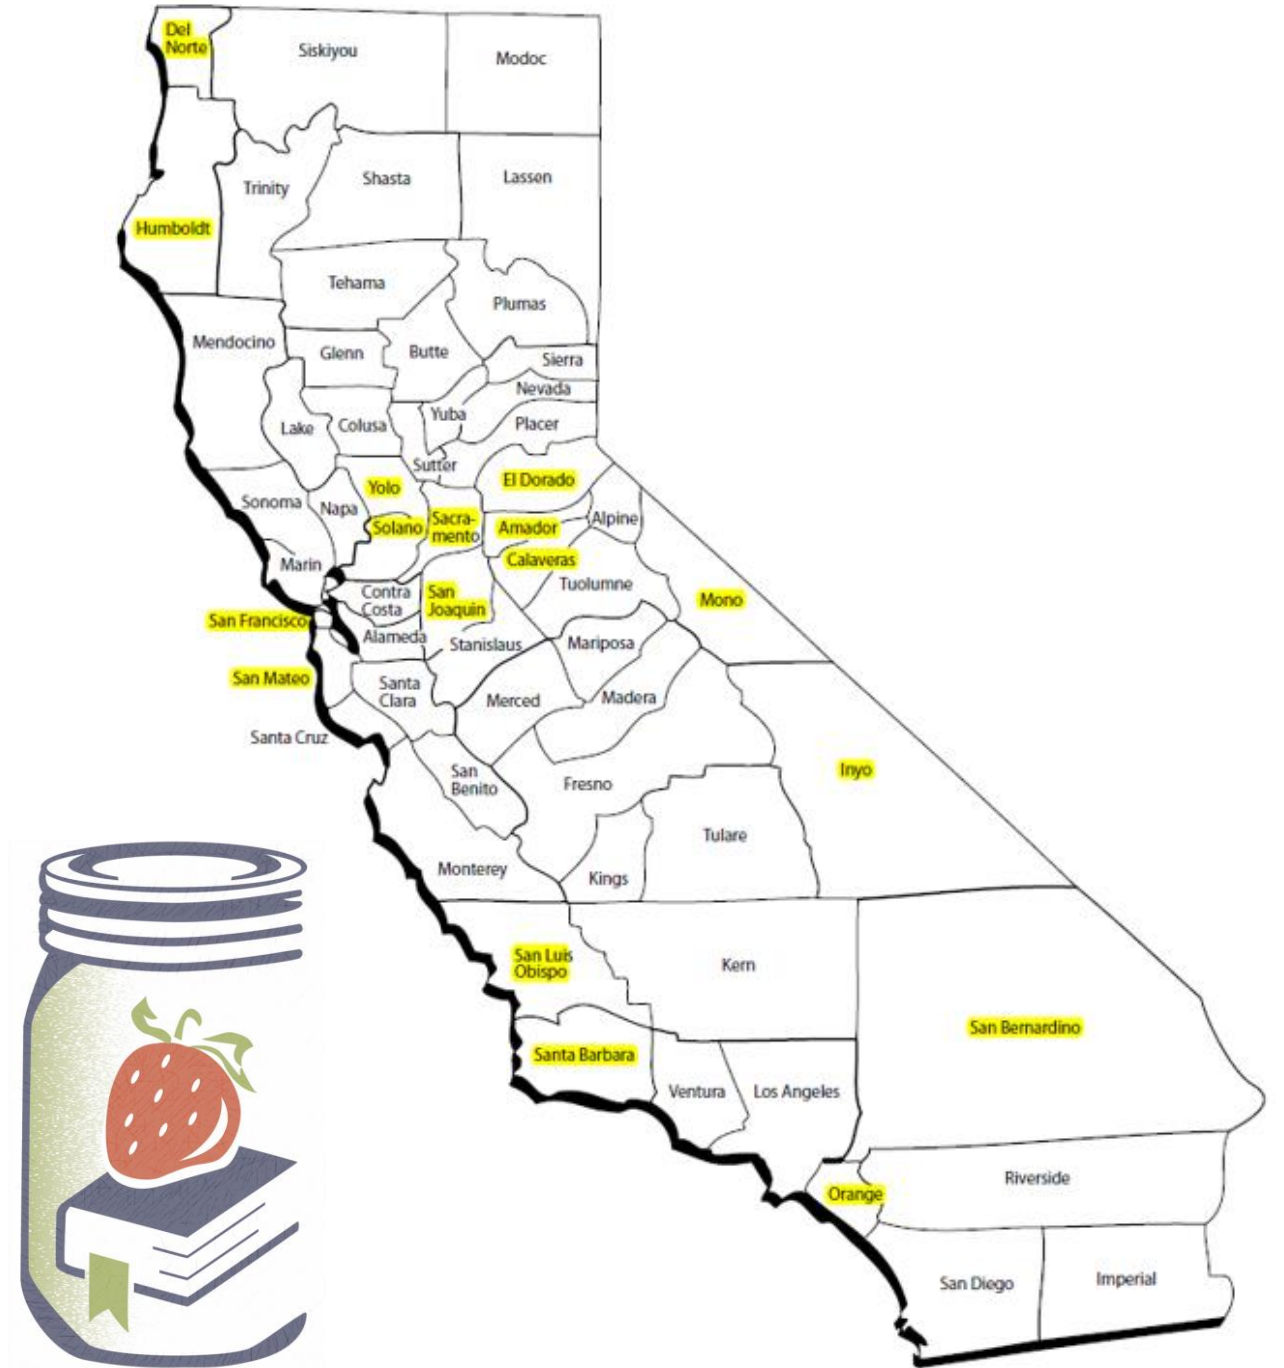 Del
Norte
Siskiyou
Modoc
Trinity
Shasta
Lassen
Humboldt
Tehama
Plumas
Mendocino
Glenn
Butte
Sierra
Nevada
Lake
Colusa
Yuba
Placer
Sutter
Yolo
El Dorado
Sonoma
Napa
Solano
Sacra-
mento
Amador
Alpine
Marin
Calaveras
Contra
Costa
San
Joaquin
Tuolumne
Mono
San Francisco
Alameda
Stanislaus
Mariposa
San Mateo
Santa
Clara
Merced
Madera
Santa Cruz
San
Benito
Fresno
Inyo
Tulare
Monterey
Kings
San Luis
Obispo
Kern
San Bernardino
Santa Barbara
Ventura
Los Angeles
Orange
Riverside
San Diego
Imperial